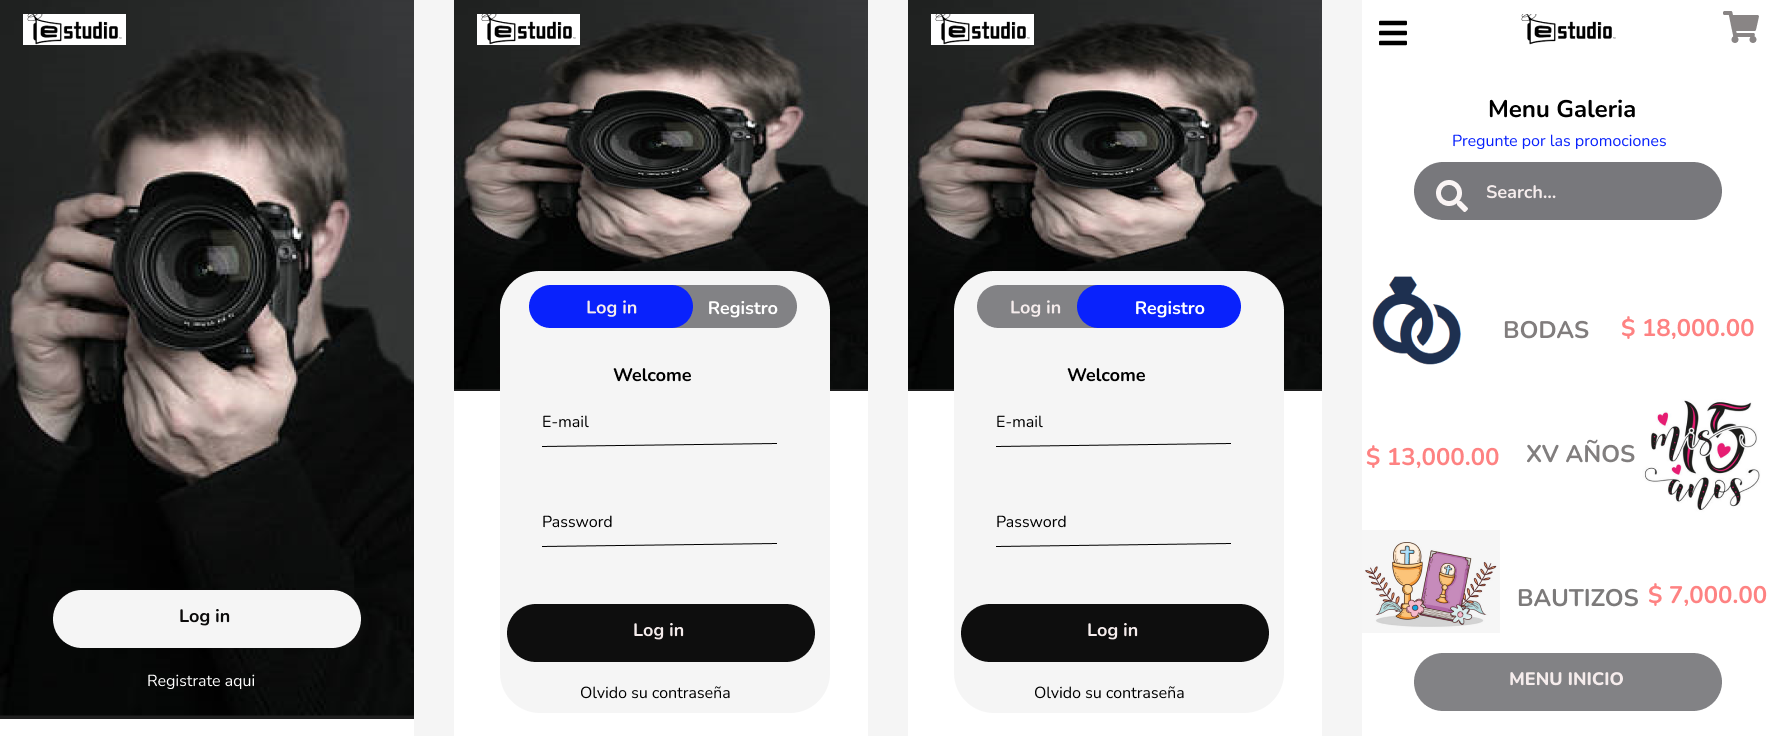 estudio
Log in
Registrate aqui
estudio
Log in Registro
Welcome
E-mail
Password
Log in
Olvido su contraseña
estudio
Log in Registro
Welcome
E-mail
Password
Log in
Olvido su contraseña
estudio
Menu Galeria
Pregunte por las promociones
Search...
BODAS $ 18,000.00
$ 13,000.00 XV AÑOS mis 15 años
BAUTIZOS $ 7,000.00
MENU INICIO